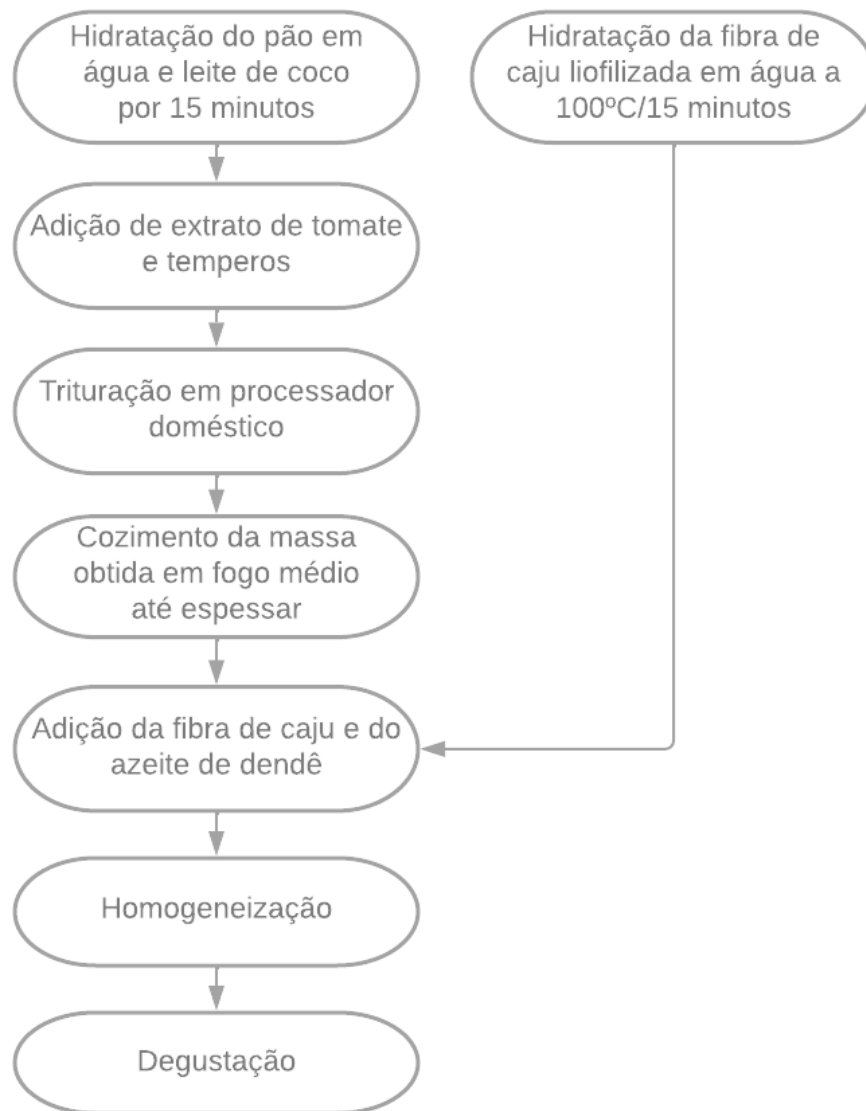 Hidratação do pão em
água e leite de coco
por 15 minutos
Hidratação da fibra de
caju liofilizada em água a
100ºC/15 minutos
Adição de extrato de tomate
e temperos
Trituração em processador
doméstico
Cozimento da massa
obtida em fogo médio
até espessar
Adição da fibra de caju e do
azeite de dendê
Homogeneização
Degustação